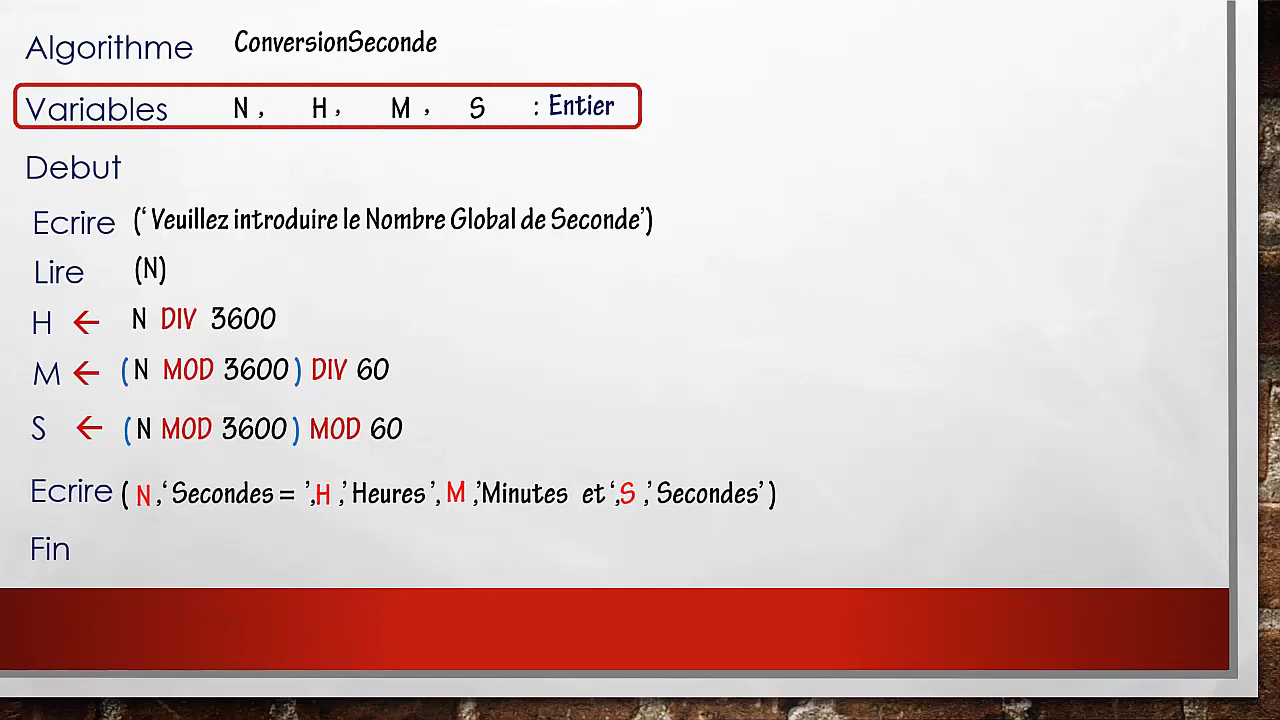 Algorithme ConversionSeconde
Variables N , H , M , S : Entier
Debut
Ecrire (‘ Veuillez introduire le Nombre Global de Seconde’)
Lire (N)
H ← N DIV 3600
M ← ( N MOD 3600 ) DIV 60
S ← ( N MOD 3600 ) MOD 60
Ecrire ( N ,‘ Secondes = ’,H ,’Heures ’, M ,’Minutes et ‘,S ,’ Secondes’ )
Fin